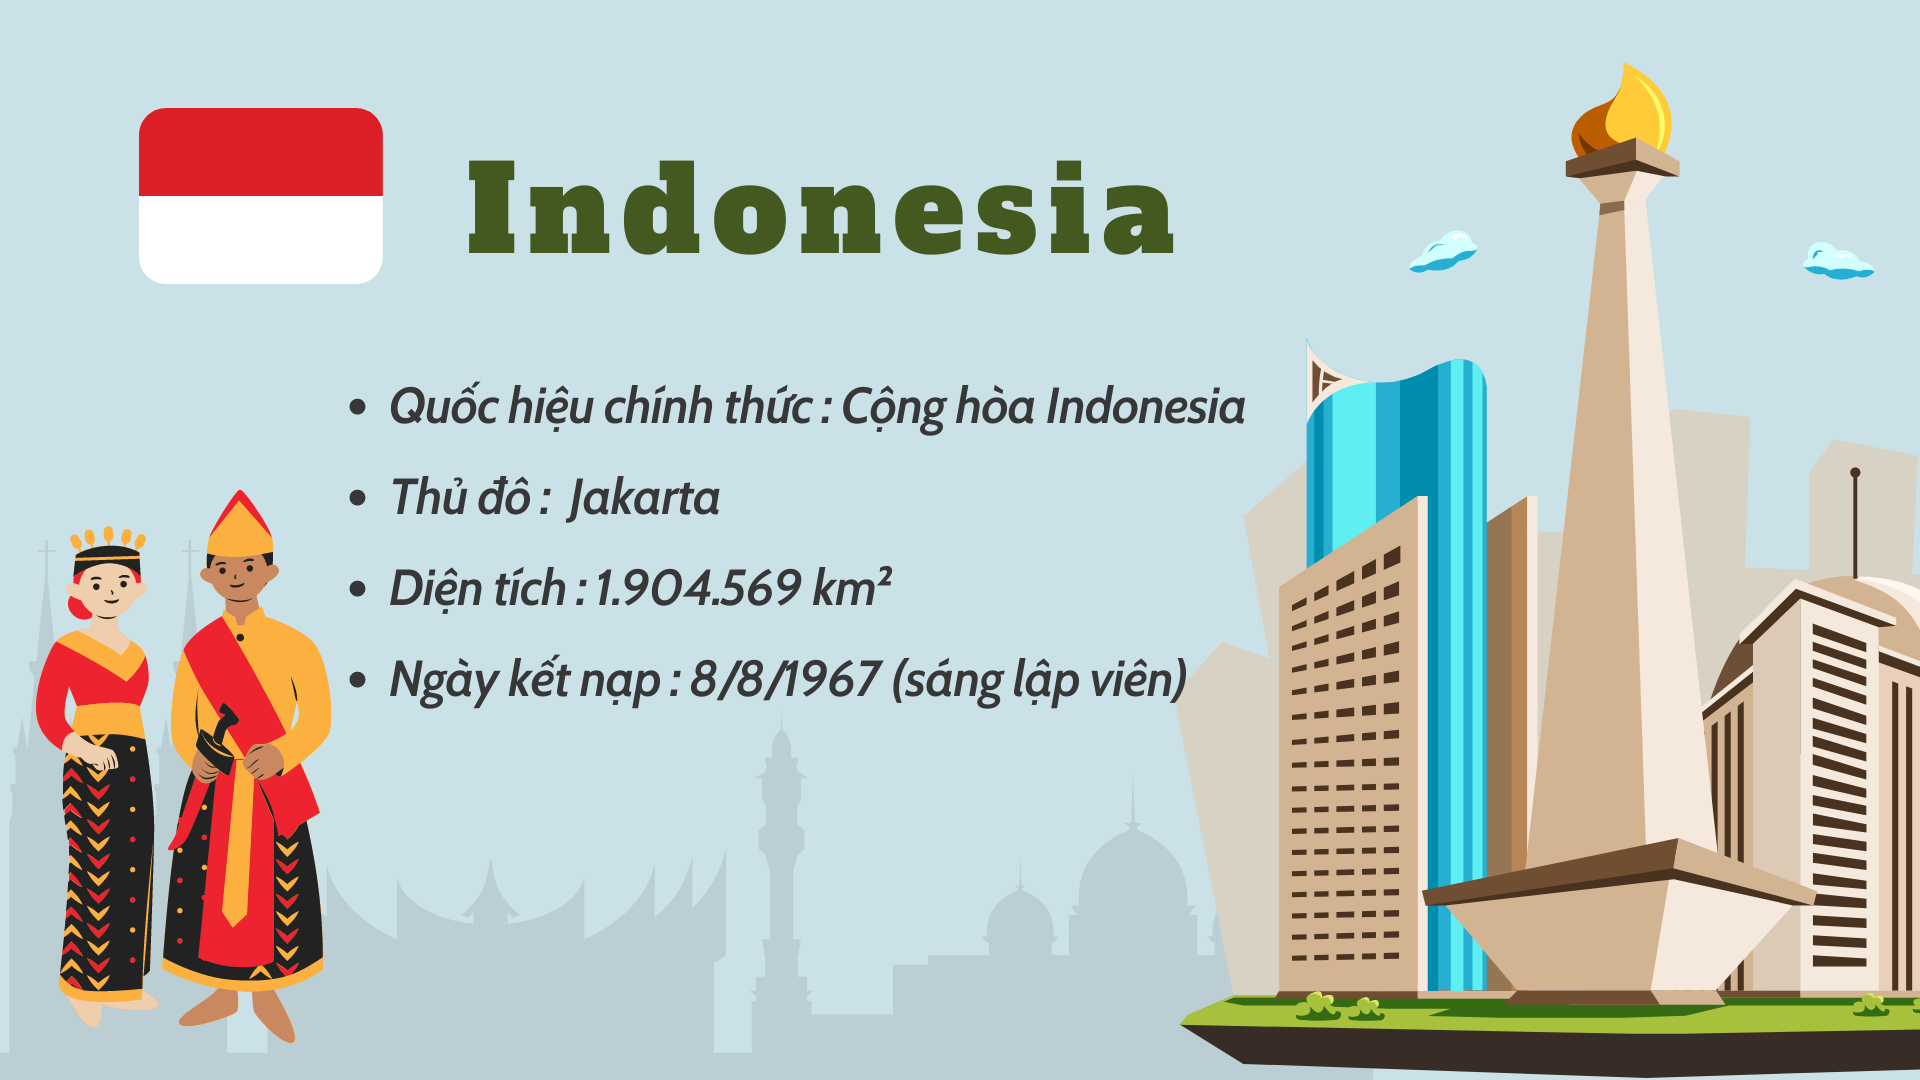 Indonesia
• Quốc hiệu chính thức : Cộng hòa Indonesia
• Thủ đô : Jakarta
• Diện tích : 1.904.569 km²
• Ngày kết nạp : 8/8/1967 (sáng lập viên)